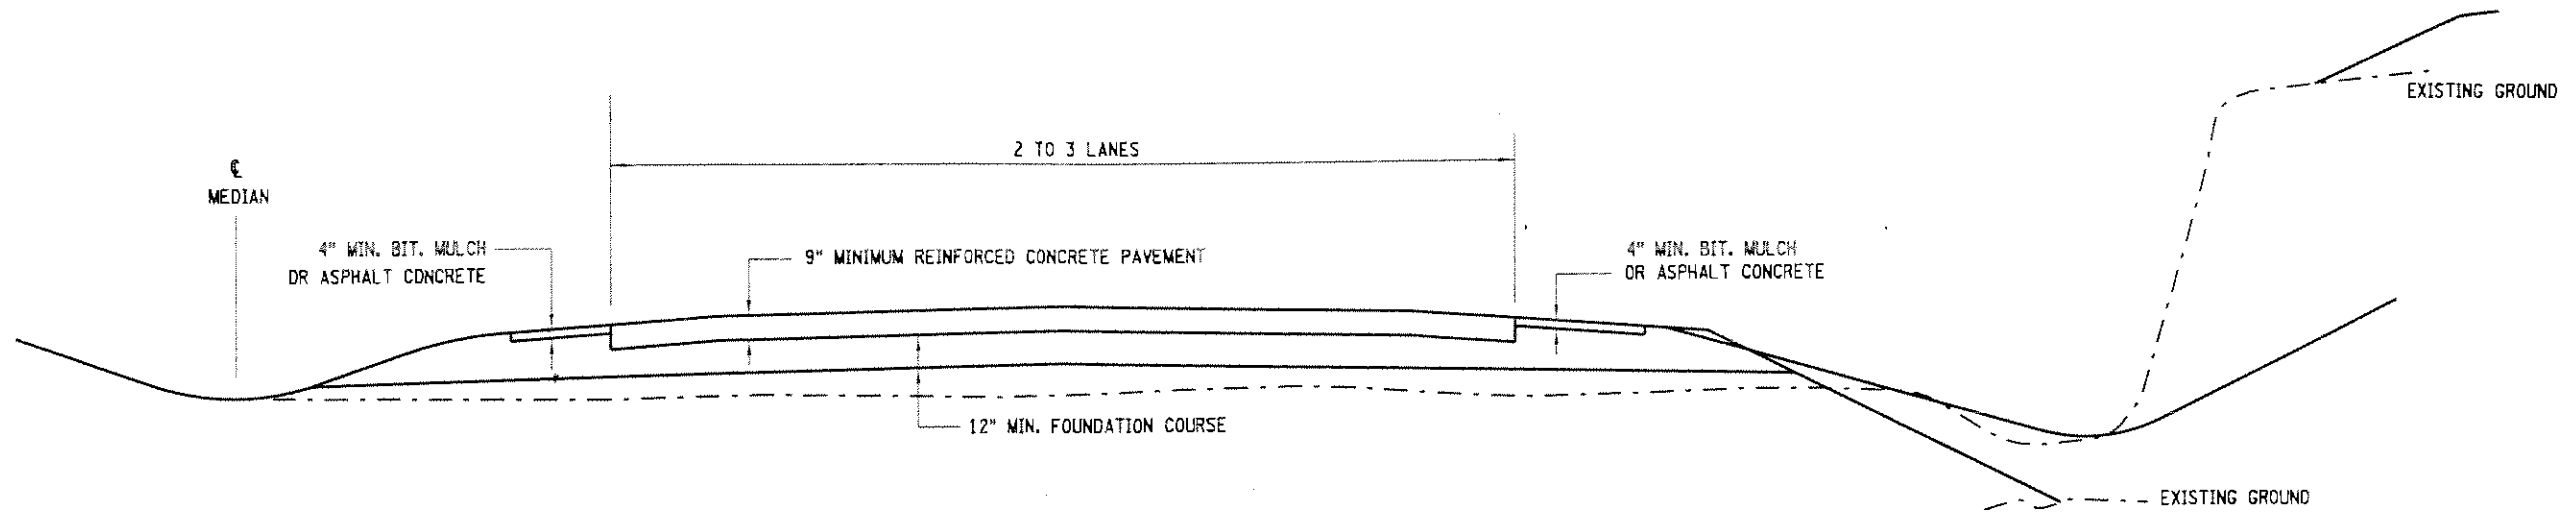 EXISTING GROUND
2 TO 3 LANES
℄
MEDIAN
4" MIN. BIT. MULCH
OR ASPHALT CONCRETE
9" MINIMUM REINFORCED CONCRETE PAVEMENT
4" MIN. BIT. MULCH
OR ASPHALT CONCRETE
12" MIN. FOUNDATION COURSE
EXISTING GROUND